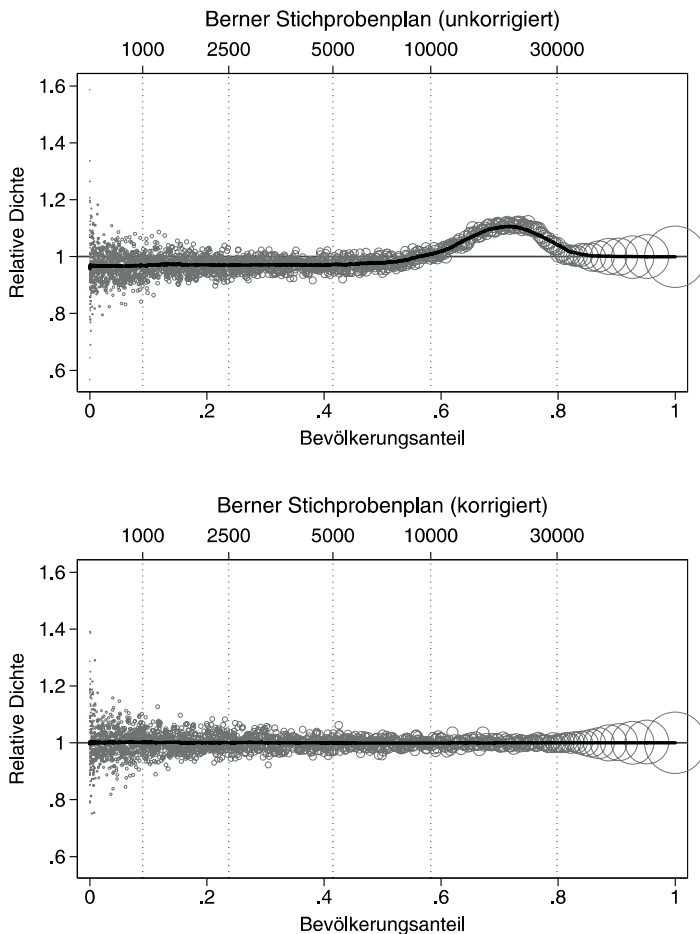 Berner Stichprobenplan (unkorrigiert)
1000 2500 5000 10000 30000
Relative Dichte
1.6
1.4
1.2
1
.8
.6
0 .2 .4 .6 .8 1
Bevölkerungsanteil
Berner Stichprobenplan (korrigiert)
1000 2500 5000 10000 30000
Relative Dichte
1.6
1.4
1.2
1
.8
.6
0 .2 .4 .6 .8 1
Bevölkerungsanteil